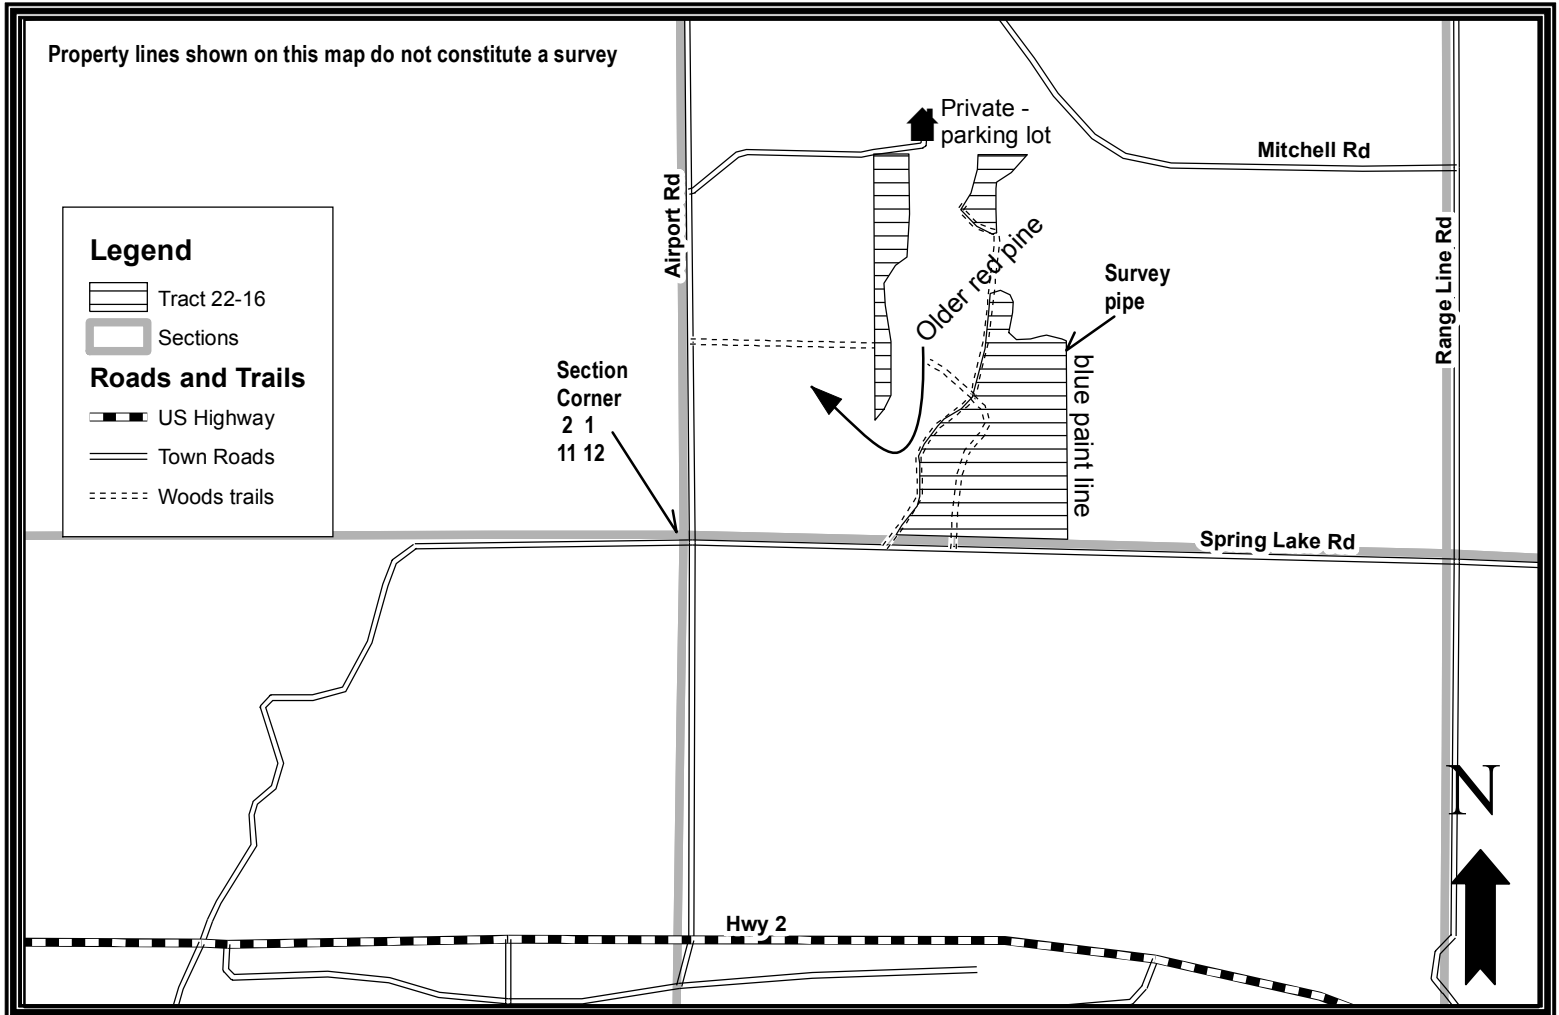 Property lines shown on this map do not constitute a survey
Private -
parking lot
Mitchell Rd
Airport Rd
Range Line Rd
Older red pine
Survey
pipe
blue paint line
Legend
Tract 22-16
Sections
Roads and Trails
US Highway
Town Roads
Woods trails
Section
Corner
2 1
11 12
Spring Lake Rd
Hwy 2
N